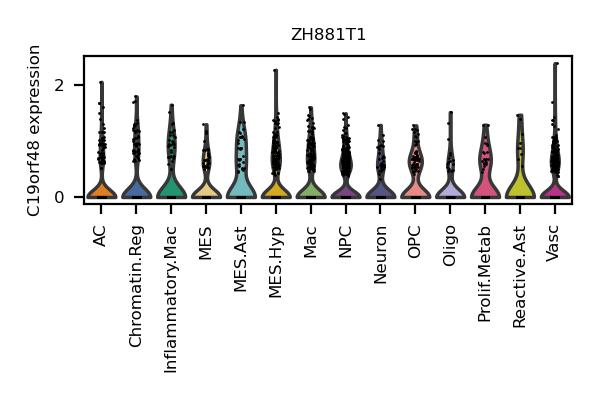 ZH881T1
C19orf48 expression
2
0
AC
Chromatin.Reg
Inflammatory.Mac
MES
MES.Ast
MES.Hyp
Mac
NPC
Neuron
OPC
Oligo
Prolif.Metab
Reactive.Ast
Vasc